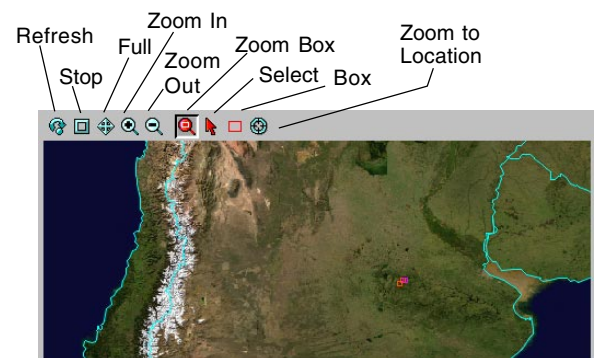 Refresh
Stop
Full
Zoom In
Zoom
Out
Zoom Box
Select
Box
Zoom to
Location